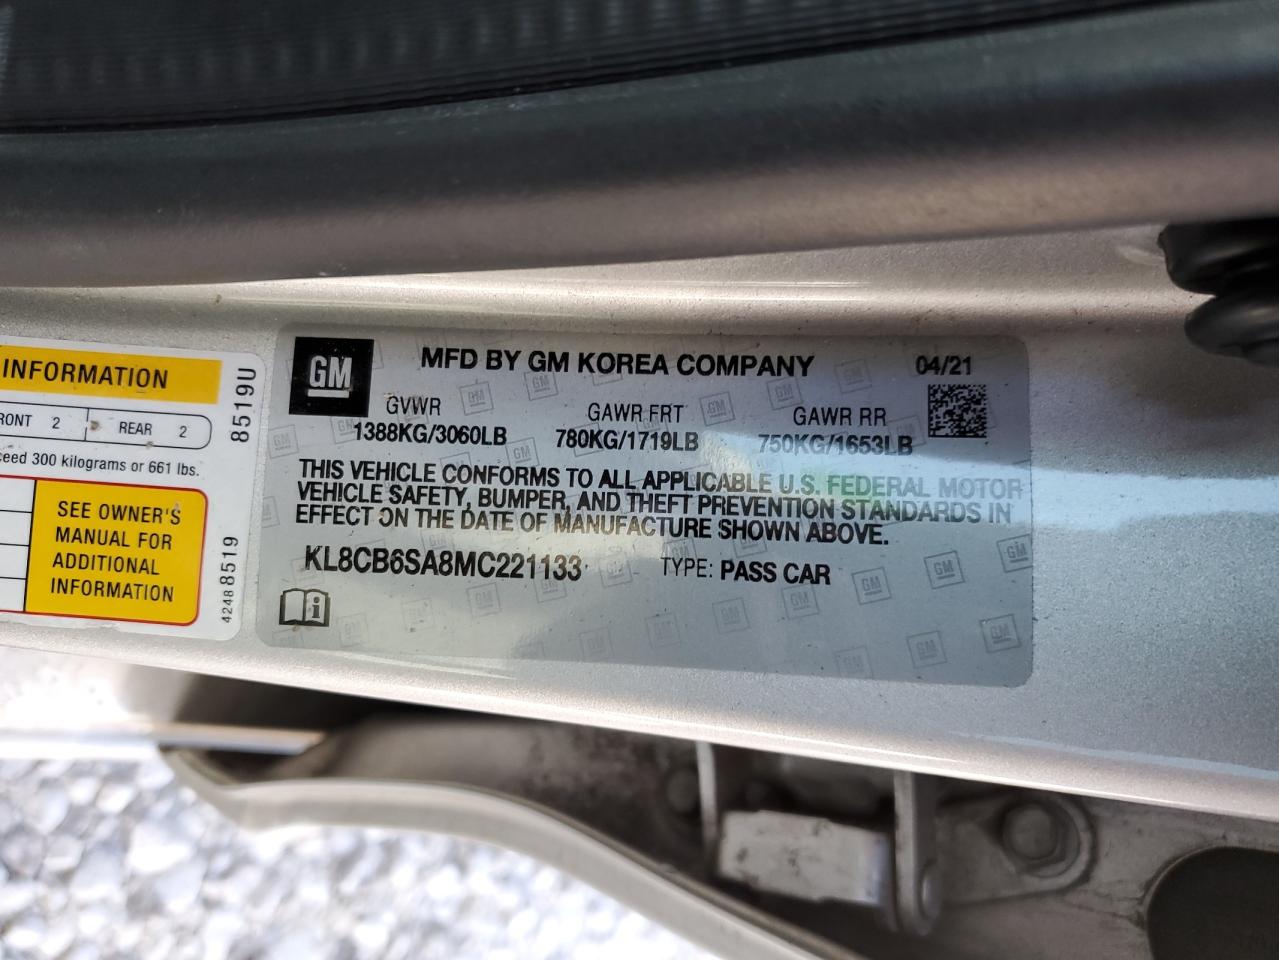 INFORMATION
RONT 2 REAR 2
ceed 300 kilograms or 661 lbs.
SEE OWNER'S
MANUAL FOR
ADDITIONAL
INFORMATION
8519U
42488519
GM
MFD BY GM KOREA COMPANY 04/21
GVWR GAWR FRT GAWR RR
1388KG/3060LB 780KG/1719LB 750KG/1653LB
THIS VEHICLE CONFORMS TO ALL APPLICABLE U.S. FEDERAL MOTOR
VEHICLE SAFETY, BUMPER, AND THEFT PREVENTION STANDARDS IN
EFFECT ON THE DATE OF MANUFACTURE SHOWN ABOVE.
KL8CB6SA8MC221133 TYPE: PASS CAR